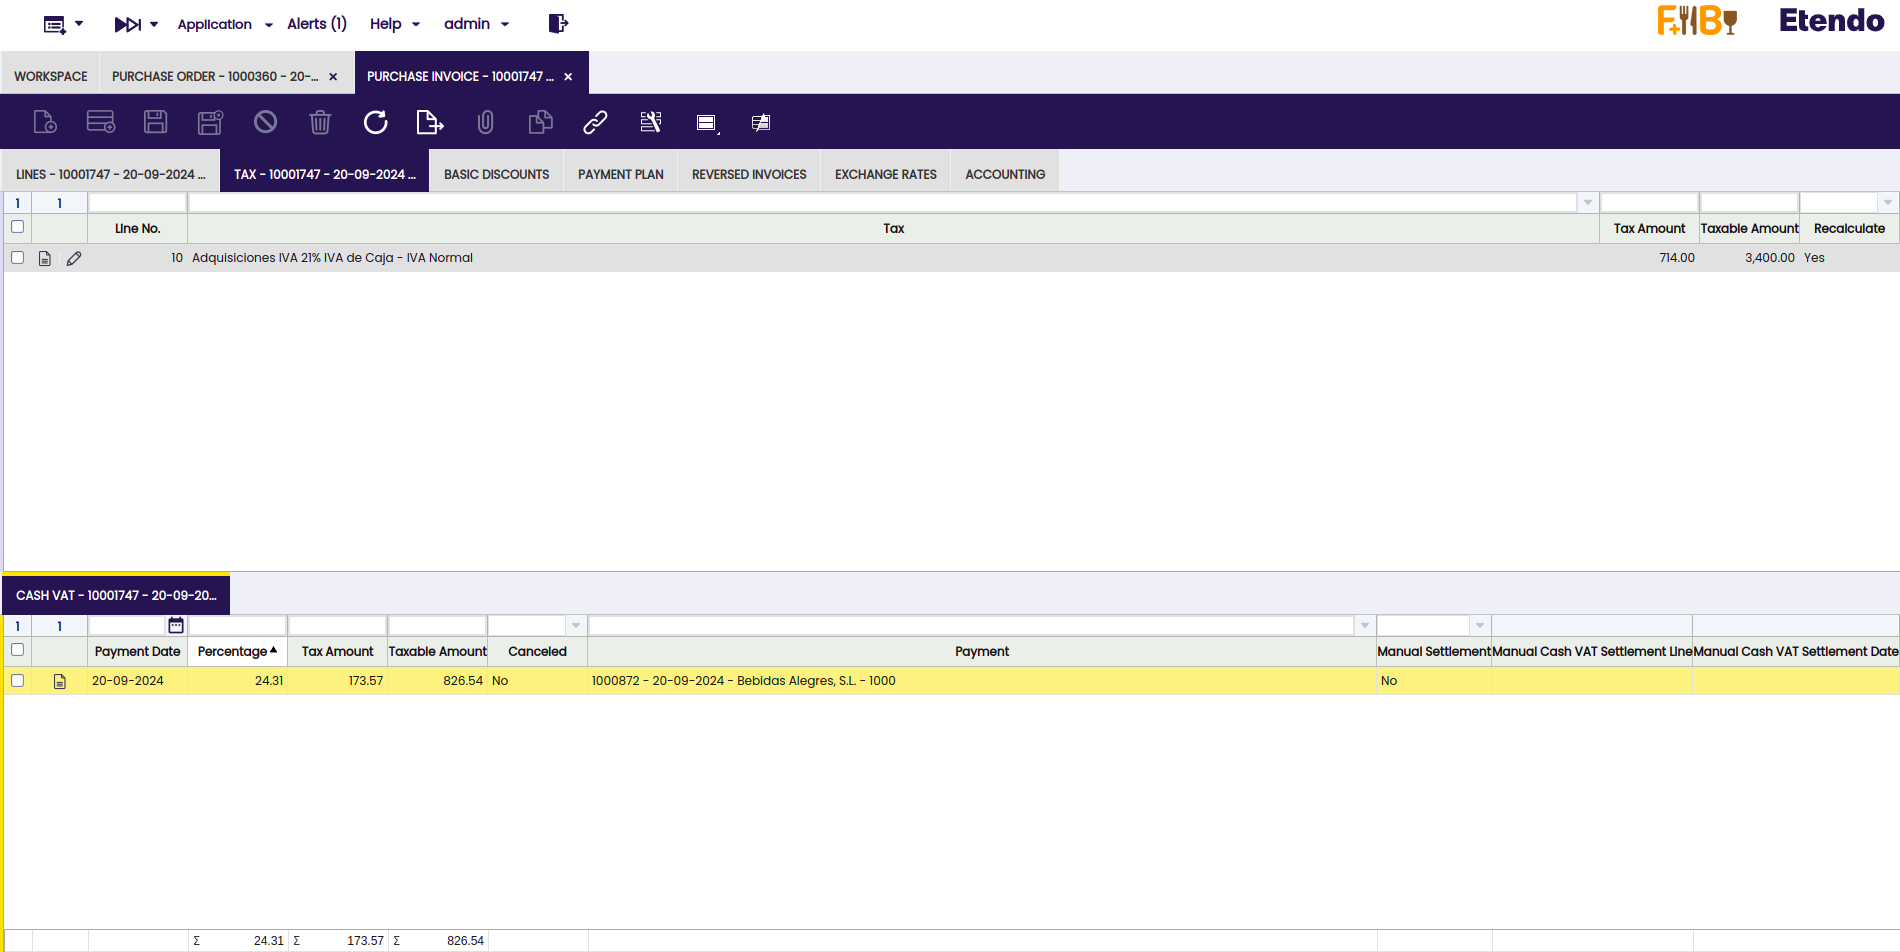 Application Alerts (1) Help admin
F+B Etendo
WORKSPACE PURCHASE ORDER - 1000360 - 20-... × PURCHASE INVOICE - 10001747 ... ×
LINES - 10001747 - 20-09-2024 ... TAX - 10001747 - 20-09-2024 ... BASIC DISCOUNTS PAYMENT PLAN REVERSED INVOICES EXCHANGE RATES ACCOUNTING
1 1
Line No. Tax Tax Amount Taxable Amount Recalculate
10 Adquisiciones IVA 21% IVA de Caja - IVA Normal 714.00 3,400.00 Yes
CASH VAT - 10001747 - 20-09-20...
1 1
Payment Date Percentage Tax Amount Taxable Amount Canceled Payment Manual Settlement Manual Cash VAT Settlement Line Manual Cash VAT Settlement Date
20-09-2024 24.31 173.57 826.54 No 1000872 - 20-09-2024 - Bebidas Alegres, S.L. - 1000 No
Σ 24.31 Σ 173.57 Σ 826.54